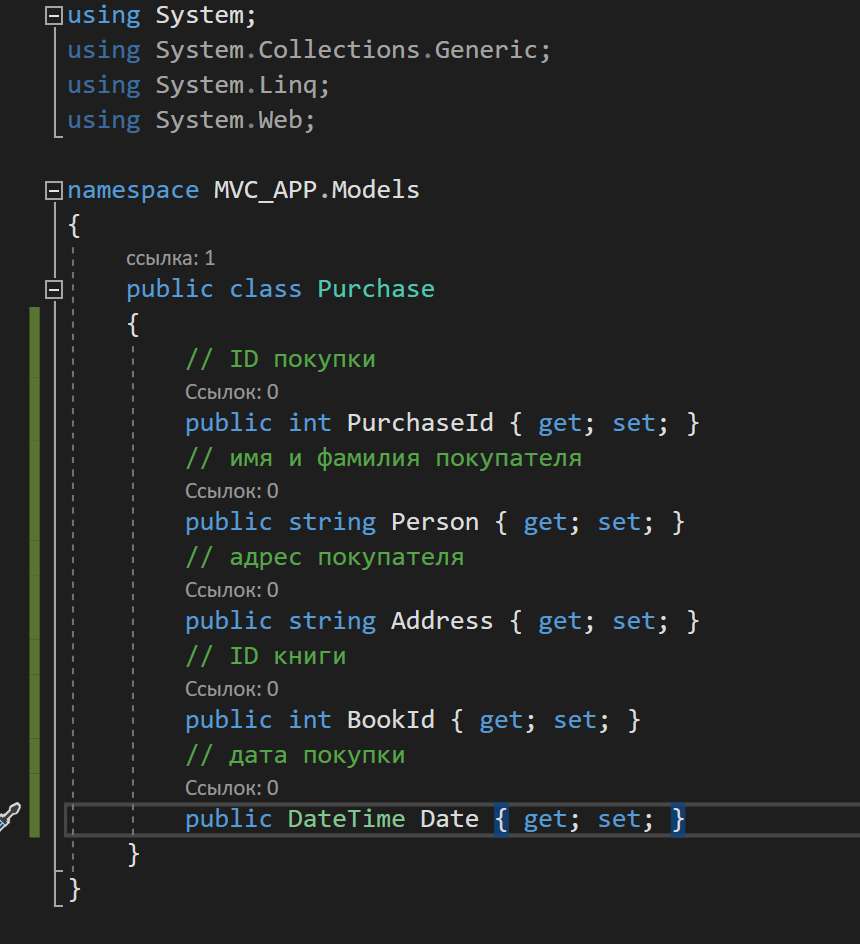 using System;
using System.Collections.Generic;
using System.Linq;
using System.Web;
namespace MVC_APP.Models
{
ссылка: 1
public class Purchase
{
// ID покупки
Ссылок: 0
public int PurchaseId { get; set; }
// имя и фамилия покупателя
Ссылок: 0
public string Person { get; set; }
// адрес покупателя
Ссылок: 0
public string Address { get; set; }
// ID книги
Ссылок: 0
public int BookId { get; set; }
// дата покупки
Ссылок: 0
public DateTime Date { get; set; }
}
}